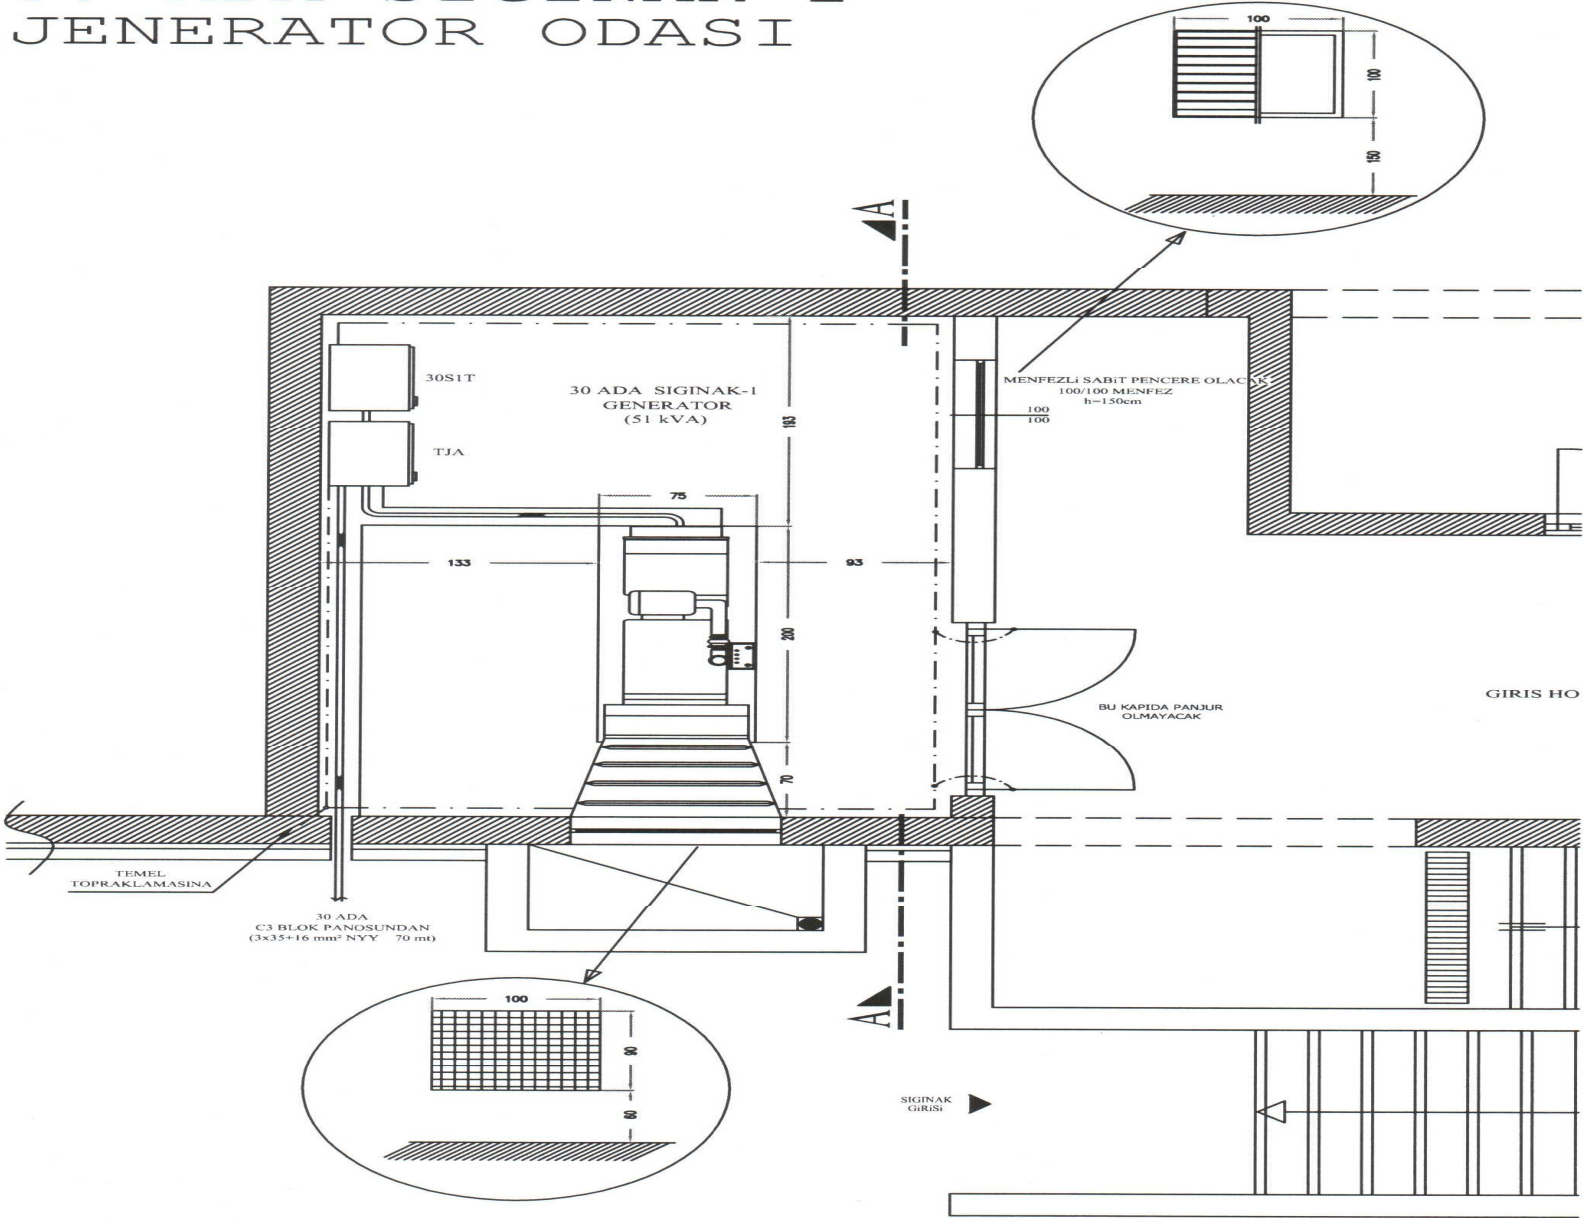 JENERATOR ODASI
100
100
150
A
30S1T
30 ADA SIGINAK-1
GENERATOR
(51 kVA)
193
MENFEZLi SABiT PENCERE OLACAK
100/100 MENFEZ
h=150cm
100
100
TJA
75
133
93
200
BU KAPIDA PANJUR
OLMAYACAK
GIRIS HO
70
TEMEL
TOPRAKLAMASINA
30 ADA
C3 BLOK PANOSUNDAN
(3x35+16 mm² NYY 70 mt)
A
100
90
60
SIGINAK
GiRiSi